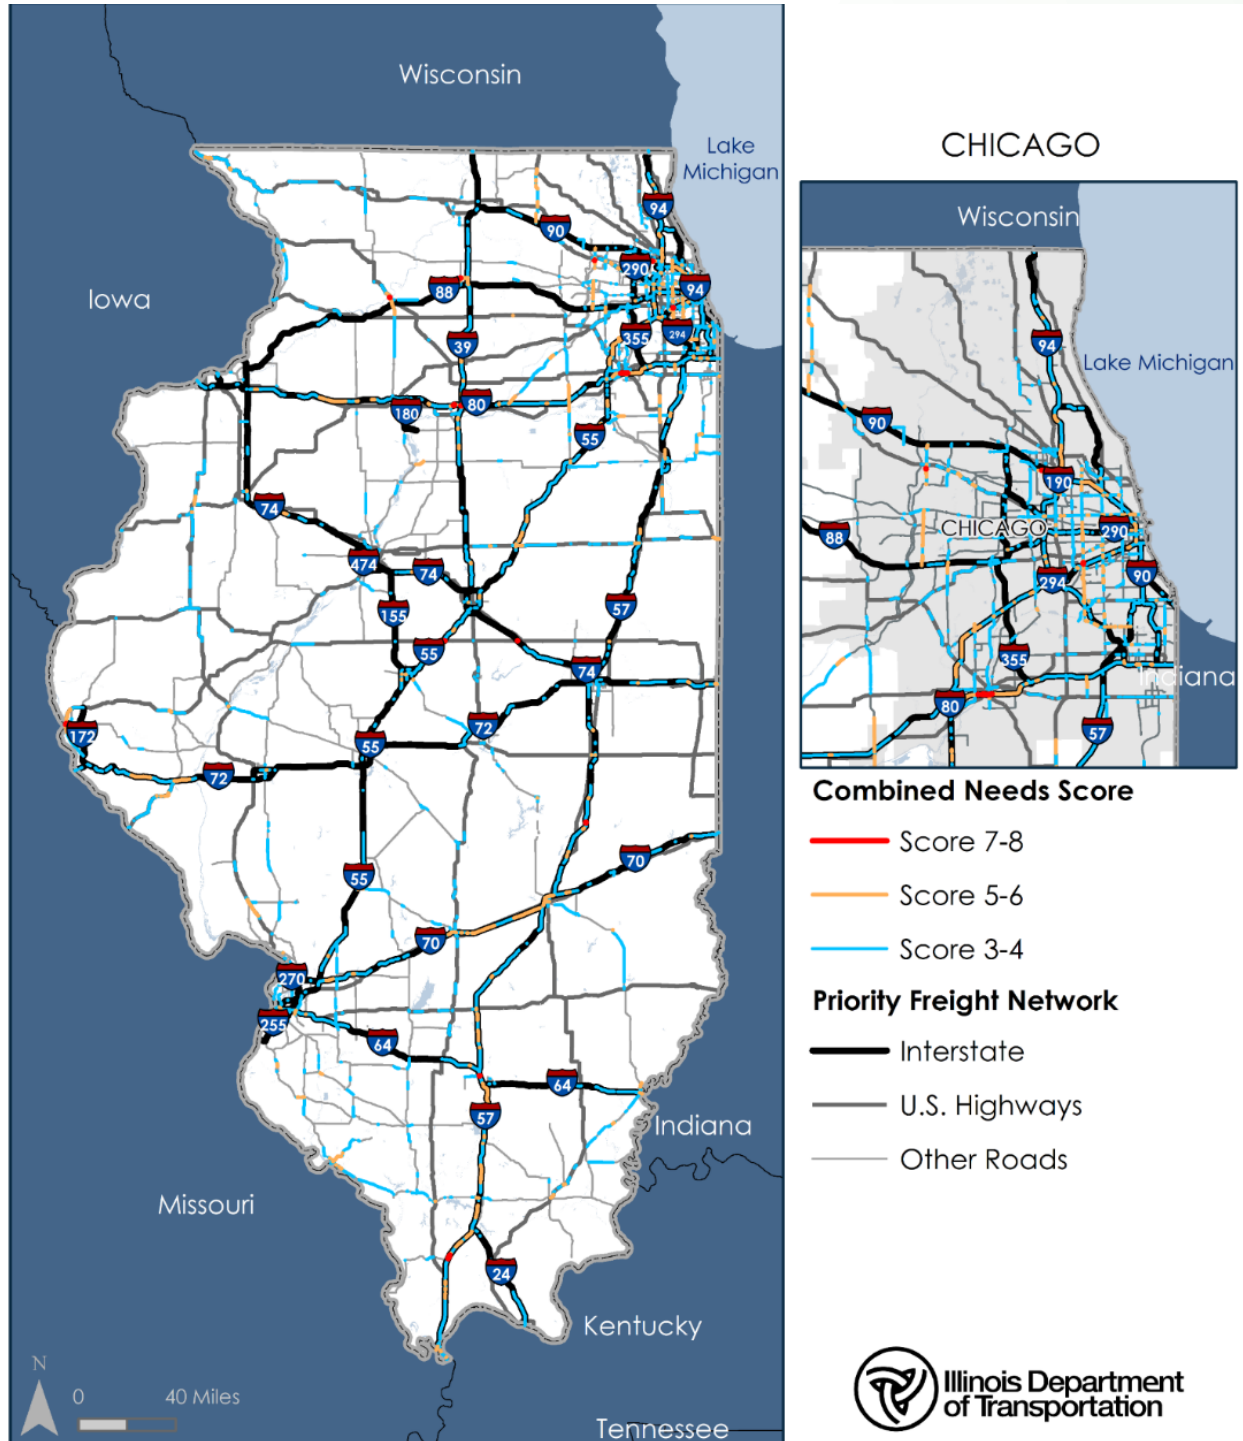 Wisconsin
Lake
Michigan
94
90
290
94
Iowa
88
39
355
294
80
180
55
74
474
74
155
57
55
74
172
72
55
72
70
55
70
270
255
64
64
57
Indiana
Missouri
24
Kentucky
N
0 40 Miles
Tennessee
CHICAGO
Wisconsin
94
Lake Michigan
90
190
CHICAGO
88
290
294
90
355
Indiana
80
57
Combined Needs Score
Score 7-8
Score 5-6
Score 3-4
Priority Freight Network
Interstate
U.S. Highways
Other Roads
Illinois Department
of Transportation